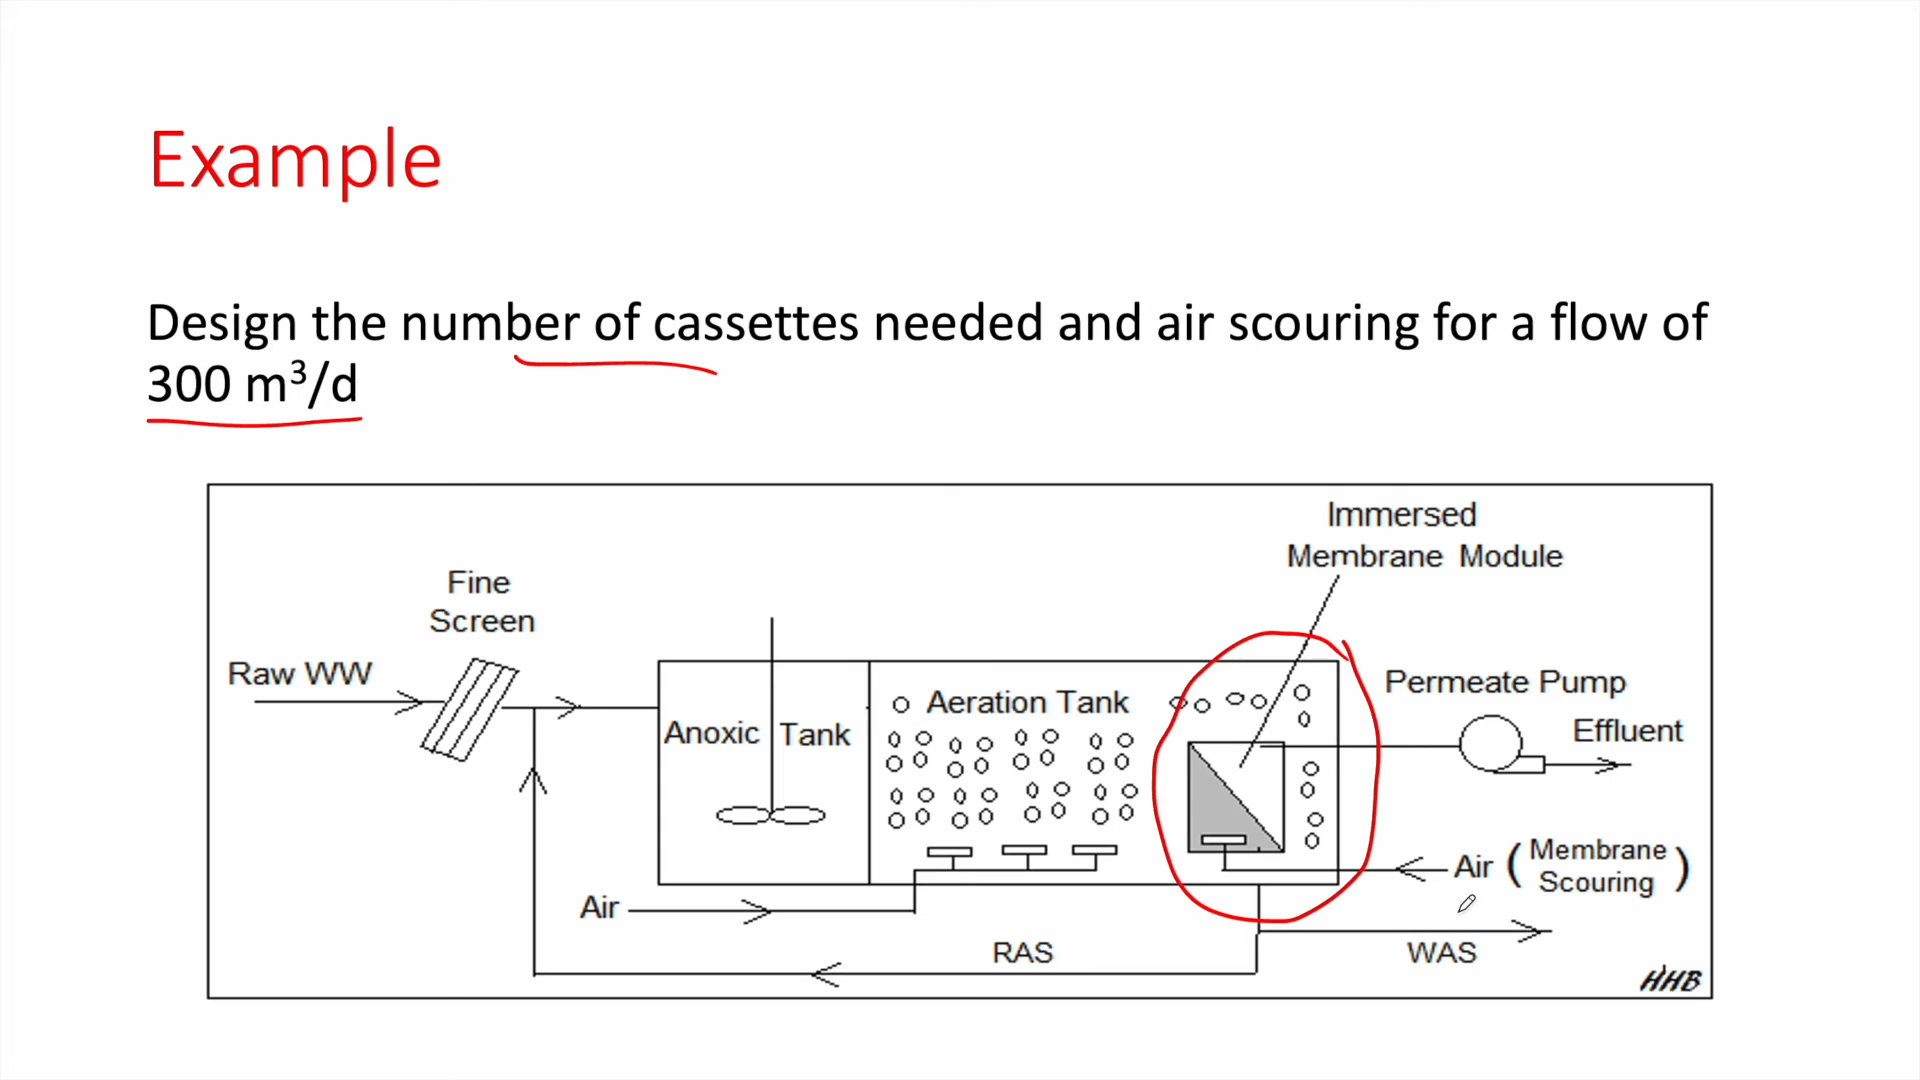 Example
Design the number of cassettes needed and air scouring for a flow of
300 m³/d
Immersed
Membrane Module
Fine
Screen
Raw WW
Permeate Pump
Effluent
Aeration Tank
Anoxic Tank
Air ( Membrane
Scouring )
Air
RAS
WAS
HHB